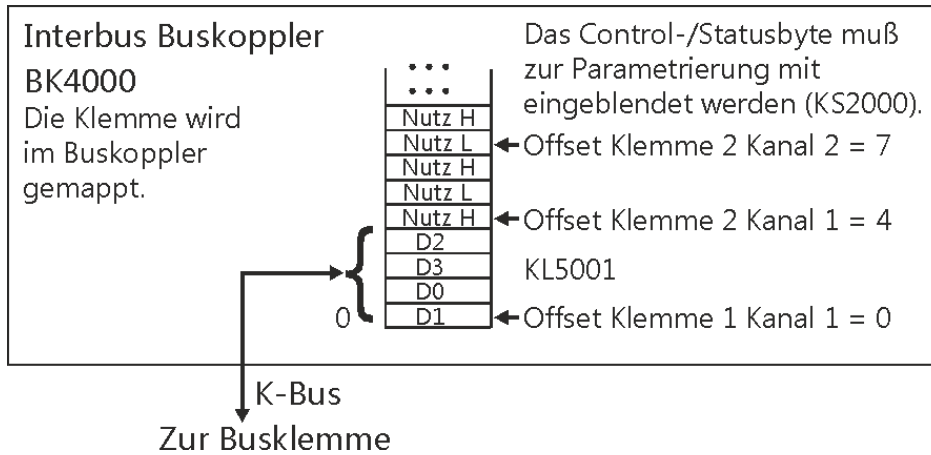 Interbus Buskoppler
BK4000
Die Klemme wird
im Buskoppler
gemappt.
Das Control-/Statusbyte muß
zur Parametrierung mit
eingeblendet werden (KS2000).
Nutz H
Nutz L
Offset Klemme 2 Kanal 2 = 7
Nutz H
Nutz L
Nutz H
Offset Klemme 2 Kanal 1 = 4
D2
D3
KL5001
D0
0
D1
Offset Klemme 1 Kanal 1 = 0
K-Bus
Zur Busklemme